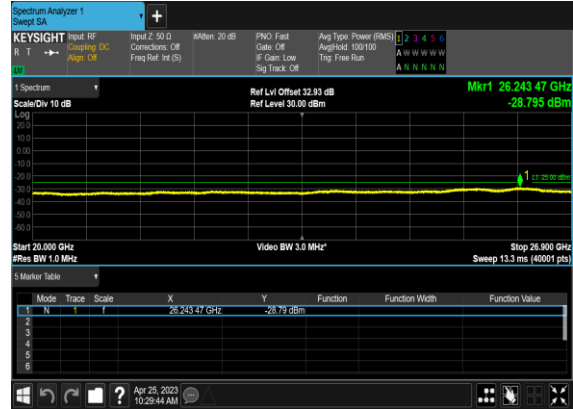 Spectrum Analyzer 1
Swept SA
+
KEYSIGHT Input: RF Input Z: 50 Ω #Atten: 20 dB PNO: Fast Avg Type: Power (RMS) 1 2 3 4 5 6
R T Coupling: DC Corrections: Off Gate: Off Avg|Hold: 100/100 A W W W W W
Align: Off Freq Ref: Int (S) IF Gain: Low Trig: Free Run
Sig Track: Off A N N N N N
1 Spectrum Ref Lvl Offset 32.93 dB Mkr1 26.243 47 GHz
Scale/Div 10 dB Ref Level 30.00 dBm -28.795 dBm
Log
20.0
10.0
0.00
-10.0
-20.0
1 LT -25.00 dBm
-30.0
-40.0
-50.0
-60.0
Start 20.000 GHz Video BW 3.0 MHz* Stop 26.900 GHz
#Res BW 1.0 MHz Sweep 13.3 ms (40001 pts)
5 Marker Table
Mode Trace Scale X Y Function Function Width Function Value
1 N 1 f 26.243 47 GHz -28.79 dBm
2
3
4
5
6
? Apr 25, 2023
10:29:44 AM